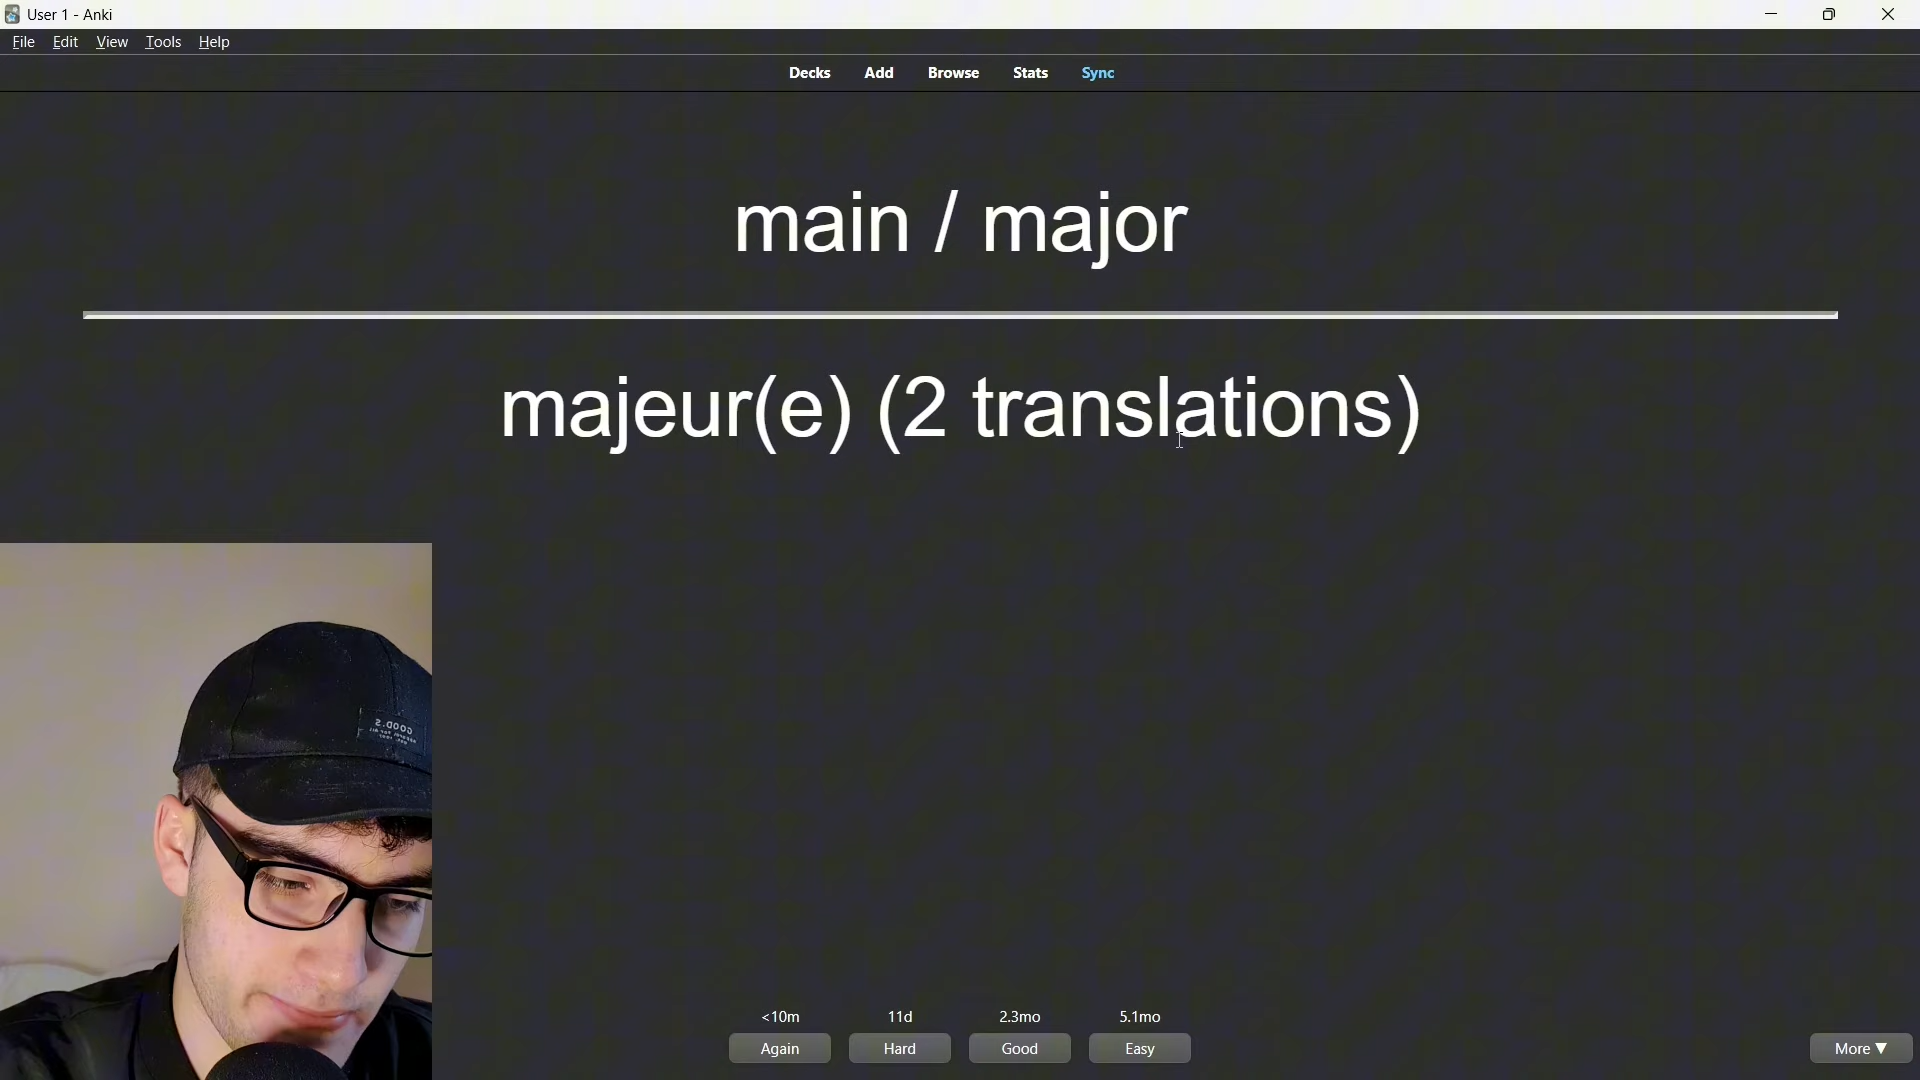 User 1 - Anki
File Edit View Tools Help
Decks Add Browse Stats Sync
main / major
majeur(e) (2 translations)
GOOD.S
<10m 11d 2.3mo 5.1mo
Again Hard Good Easy
More ▼